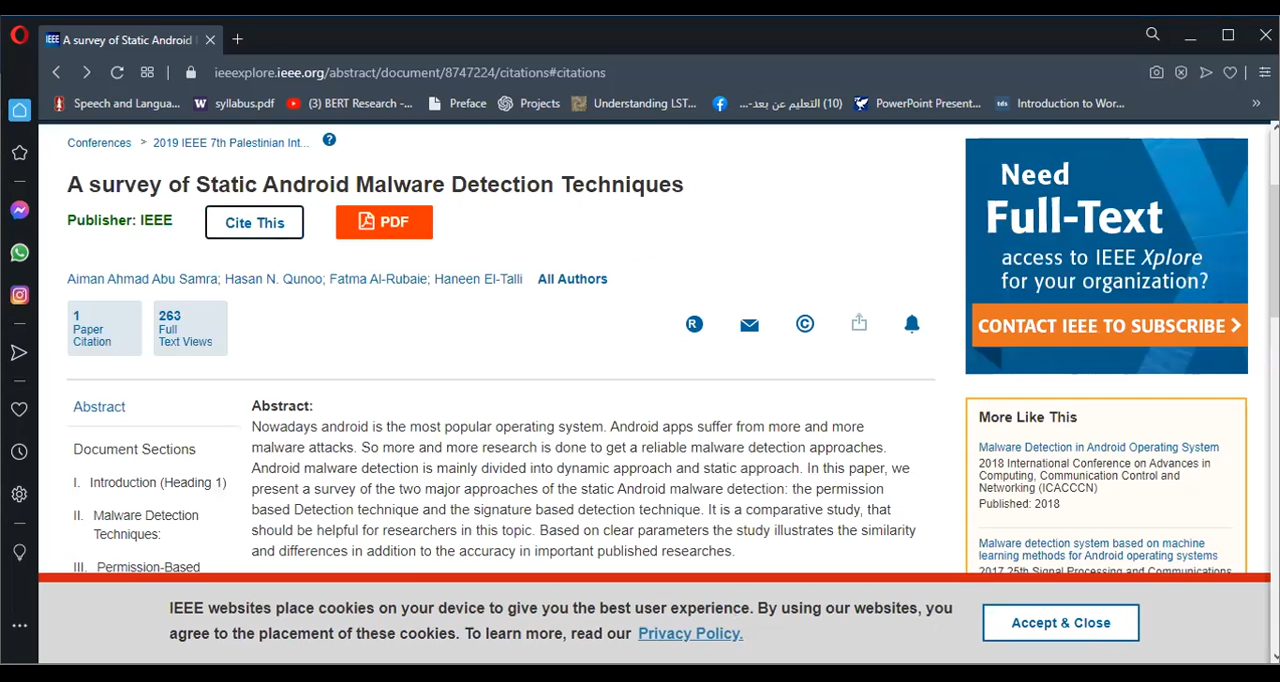 IEEE A survey of Static Android
ieeexplore.ieee.org/abstract/document/8747224/citations#citations
Speech and Langua... W syllabus.pdf (3) BERT Research -... Preface Projects Understanding LST... التعليم عن بعد-... (10) PowerPoint Present... tds Introduction to Wor... »
Conferences > 2019 IEEE 7th Palestinian Int... ?
A survey of Static Android Malware Detection Techniques
Publisher: IEEE Cite This PDF
Aiman Ahmad Abu Samra; Hasan N. Qunoo; Fatma Al-Rubaie; Haneen El-Talli All Authors
1
Paper
Citation
263
Full
Text Views
R ©
Abstract
Document Sections
I. Introduction (Heading 1)
II. Malware Detection
Techniques:
III. Permission-Based
Abstract:
Nowadays android is the most popular operating system. Android apps suffer from more and more
malware attacks. So more and more research is done to get a reliable malware detection approaches.
Android malware detection is mainly divided into dynamic approach and static approach. In this paper, we
present a survey of the two major approaches of the static Android malware detection: the permission
based Detection technique and the signature based detection technique. It is a comparative study, that
should be helpful for researchers in this topic. Based on clear parameters the study illustrates the similarity
and differences in addition to the accuracy in important published researches.
Need
Full-Text
access to IEEE Xplore
for your organization?
CONTACT IEEE TO SUBSCRIBE >
More Like This
Malware Detection in Android Operating System
2018 International Conference on Advances in
Computing, Communication Control and
Networking (ICACCCN)
Published: 2018
Malware detection system based on machine
learning methods for Android operating systems
2017 25th Signal Processing and Communications
IEEE websites place cookies on your device to give you the best user experience. By using our websites, you
agree to the placement of these cookies. To learn more, read our Privacy Policy.
Accept & Close